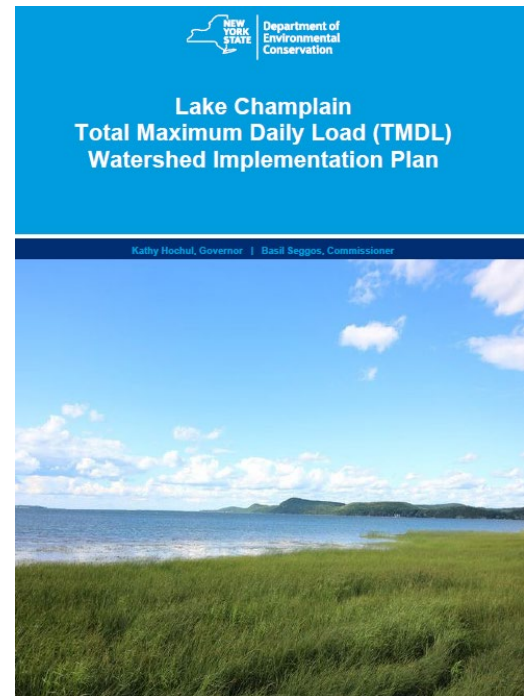 NEW
YORK
STATE
Department of
Environmental
Conservation
Lake Champlain
Total Maximum Daily Load (TMDL)
Watershed Implementation Plan
Kathy Hochul, Governor | Basil Seggos, Commissioner